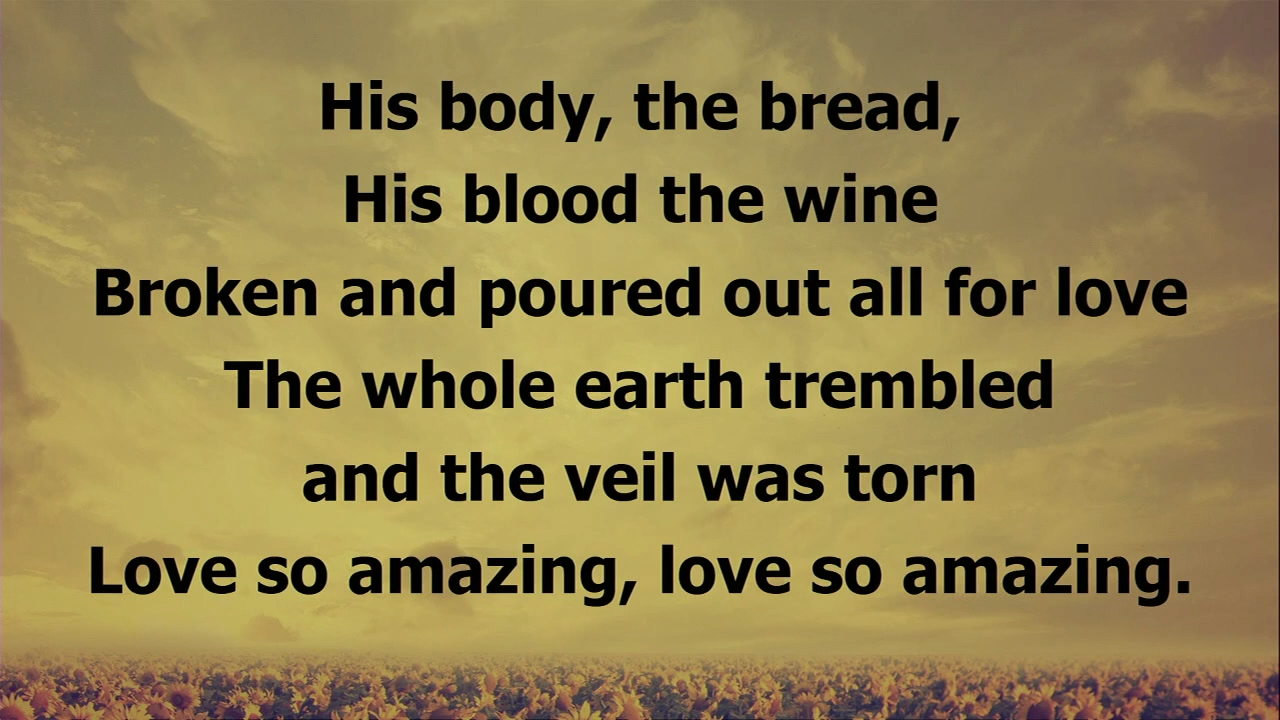 His body, the bread,
His blood the wine
Broken and poured out all for love
The whole earth trembled
and the veil was torn
Love so amazing, love so amazing.